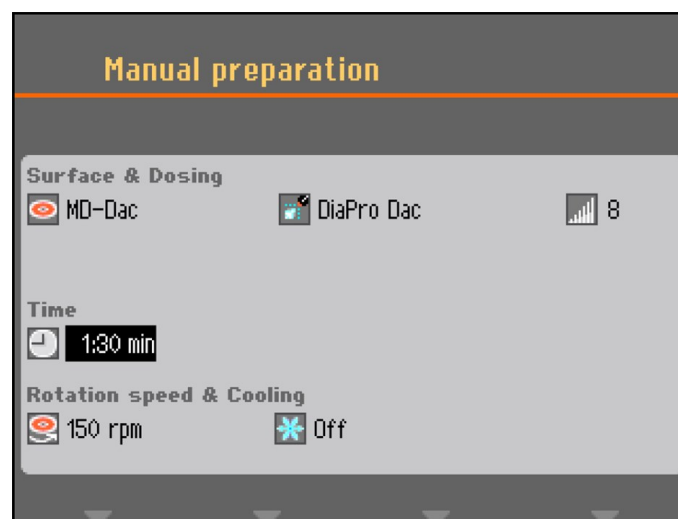 Manual preparation
Surface & Dosing
MD-Dac DiaPro Dac 8
Time
1:30 min
Rotation speed & Cooling
150 rpm Off